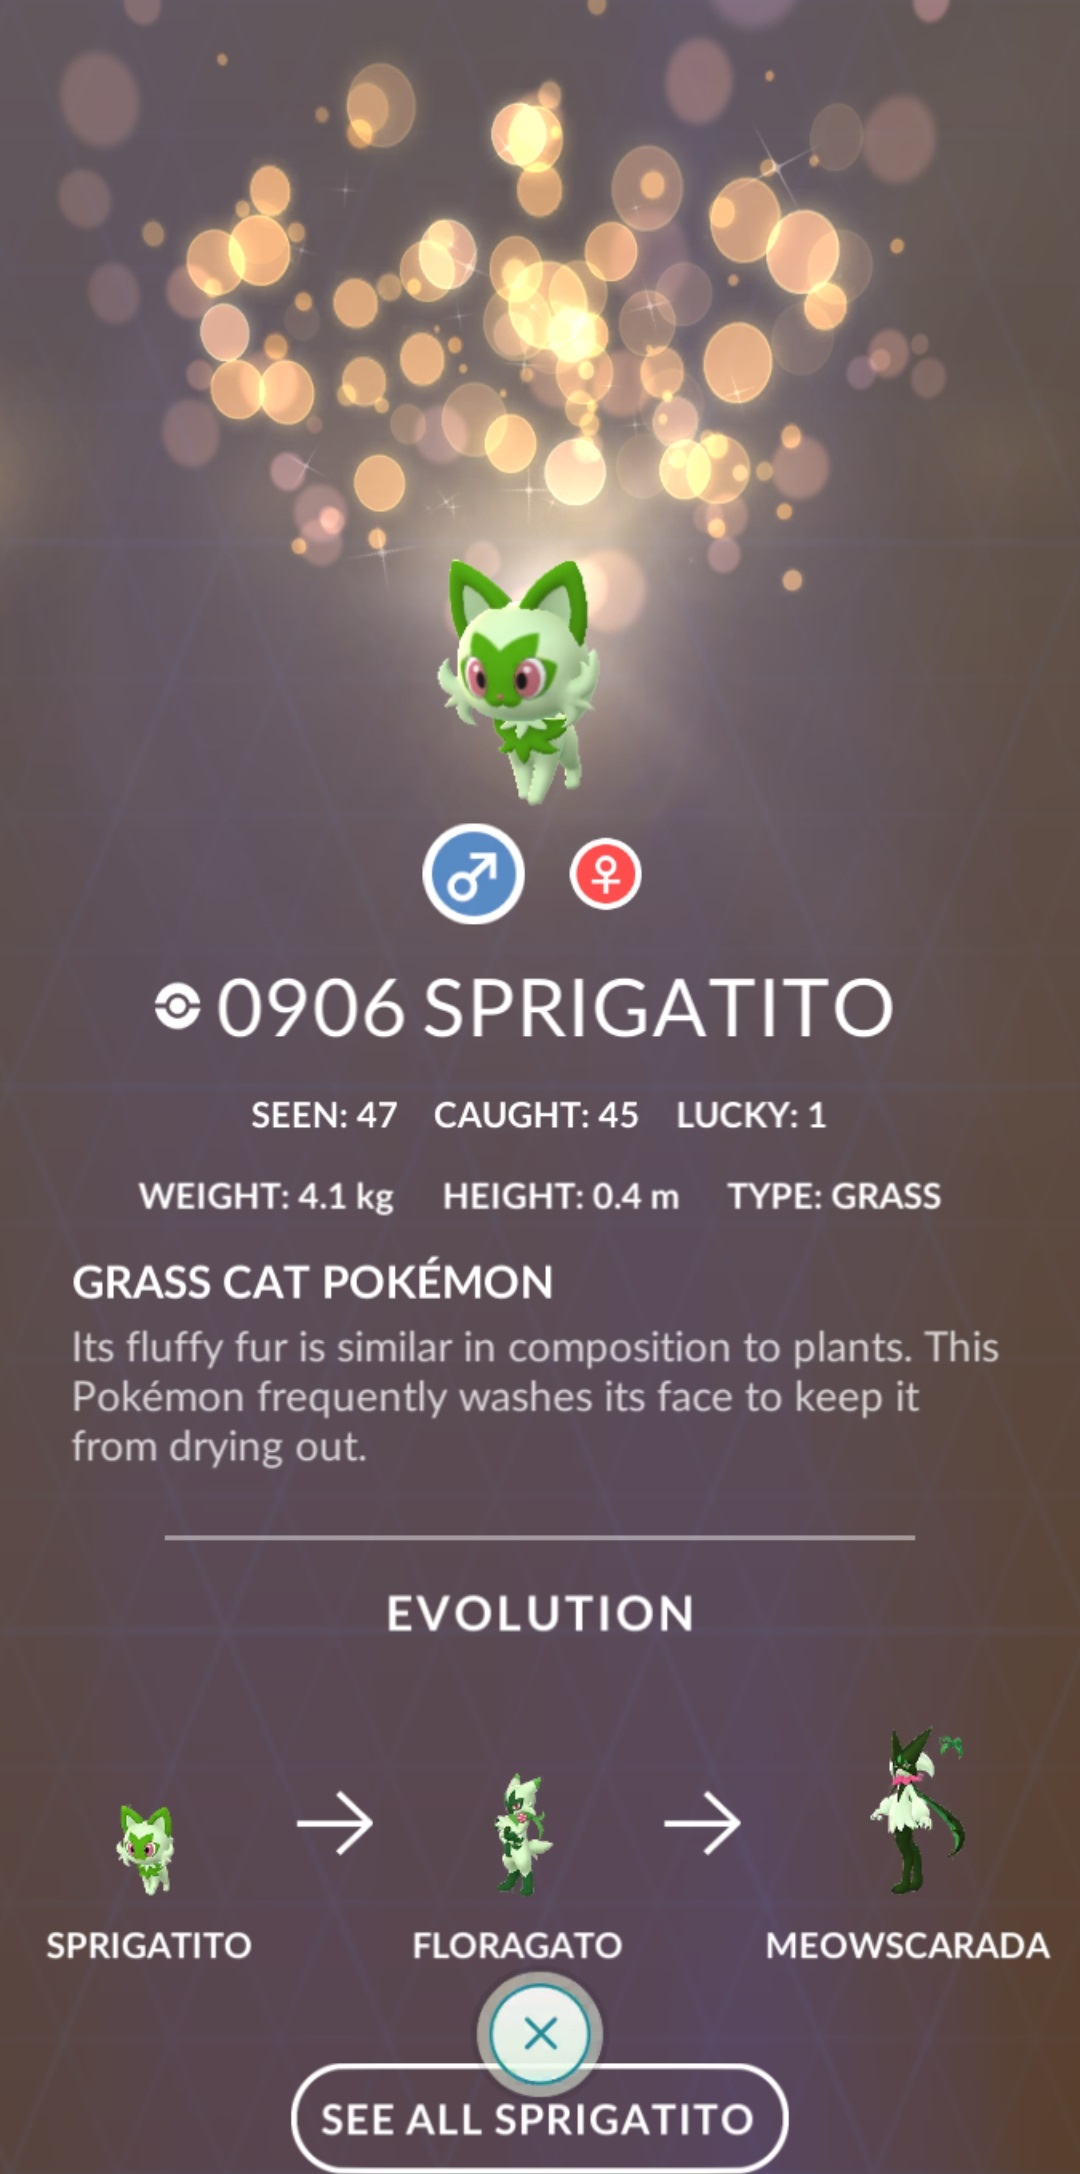 0906 SPRIGATITO
SEEN: 47 CAUGHT: 45 LUCKY: 1
WEIGHT: 4.1 kg HEIGHT: 0.4 m TYPE: GRASS
GRASS CAT POKÉMON
Its fluffy fur is similar in composition to plants. This
Pokémon frequently washes its face to keep it
from drying out.
EVOLUTION
SPRIGATITO FLORAGATO MEOWSCARADA
SEE ALL SPRIGATITO